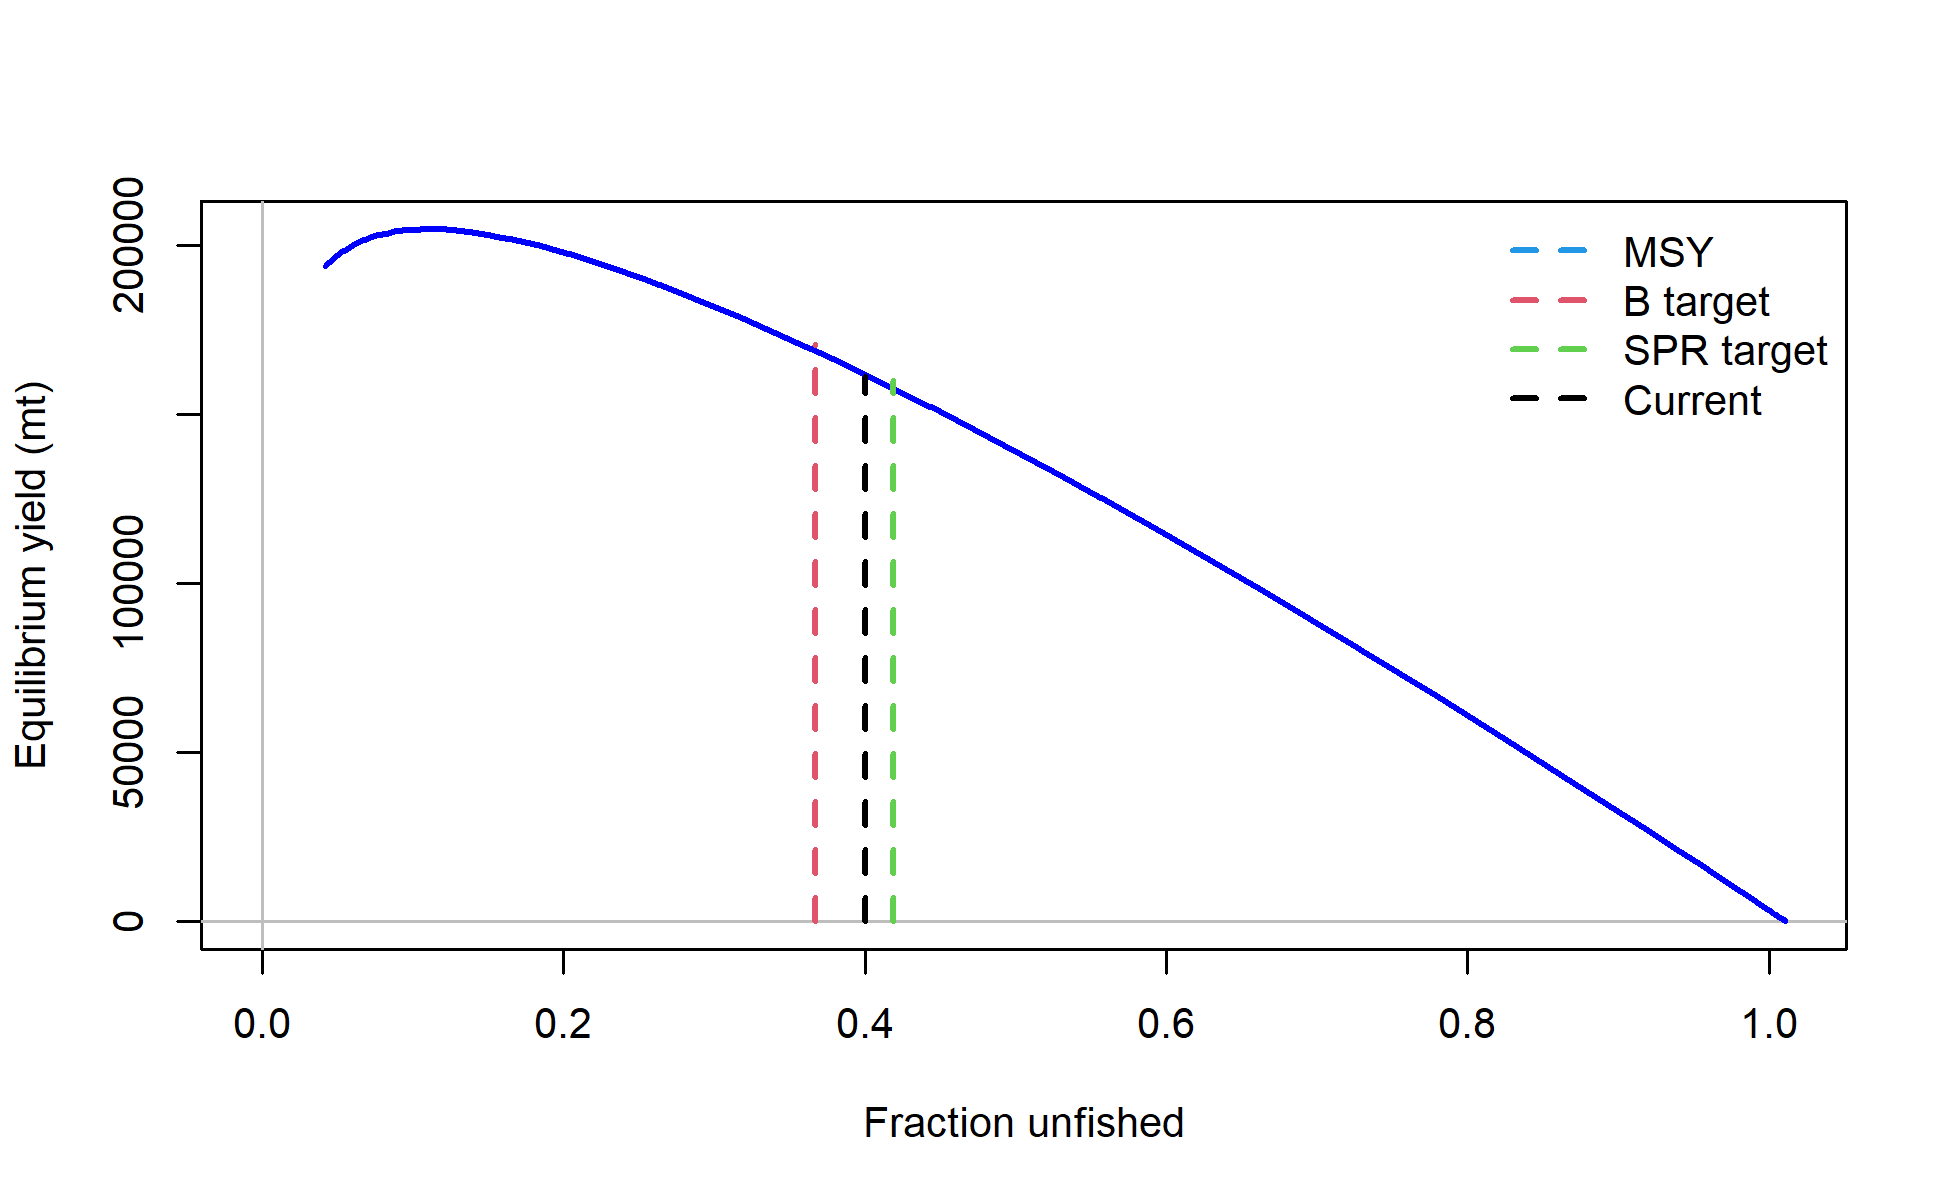 MSY
B target
SPR target
Current
Equilibrium yield (mt)
200000
100000
50000
0
0.0 0.2 0.4 0.6 0.8 1.0
Fraction unfished